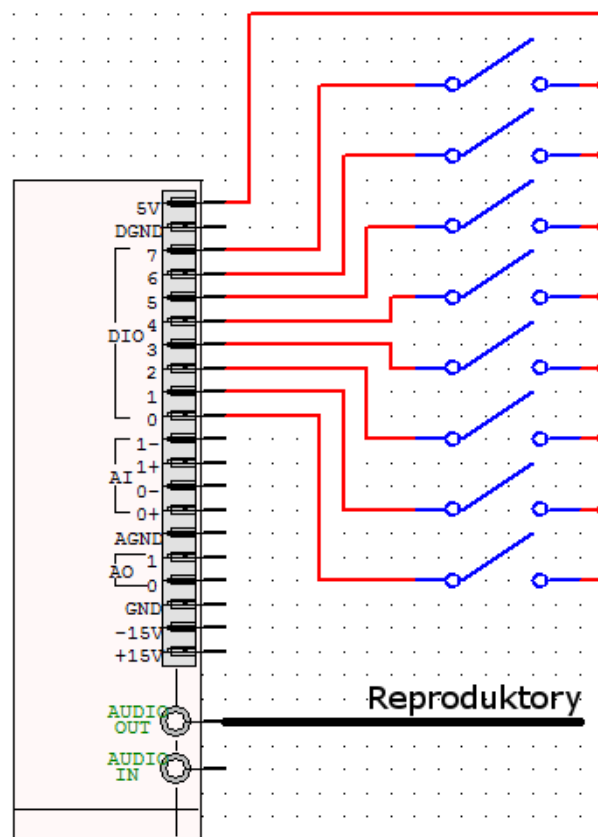 5V
DGND
7
6
5
4
DIO
3
2
1
0
1-
1+
AI
0-
0+
AGND
1
AO
0
GND
-15V
+15V
Reproduktory
AUDIO
OUT
AUDIO
IN